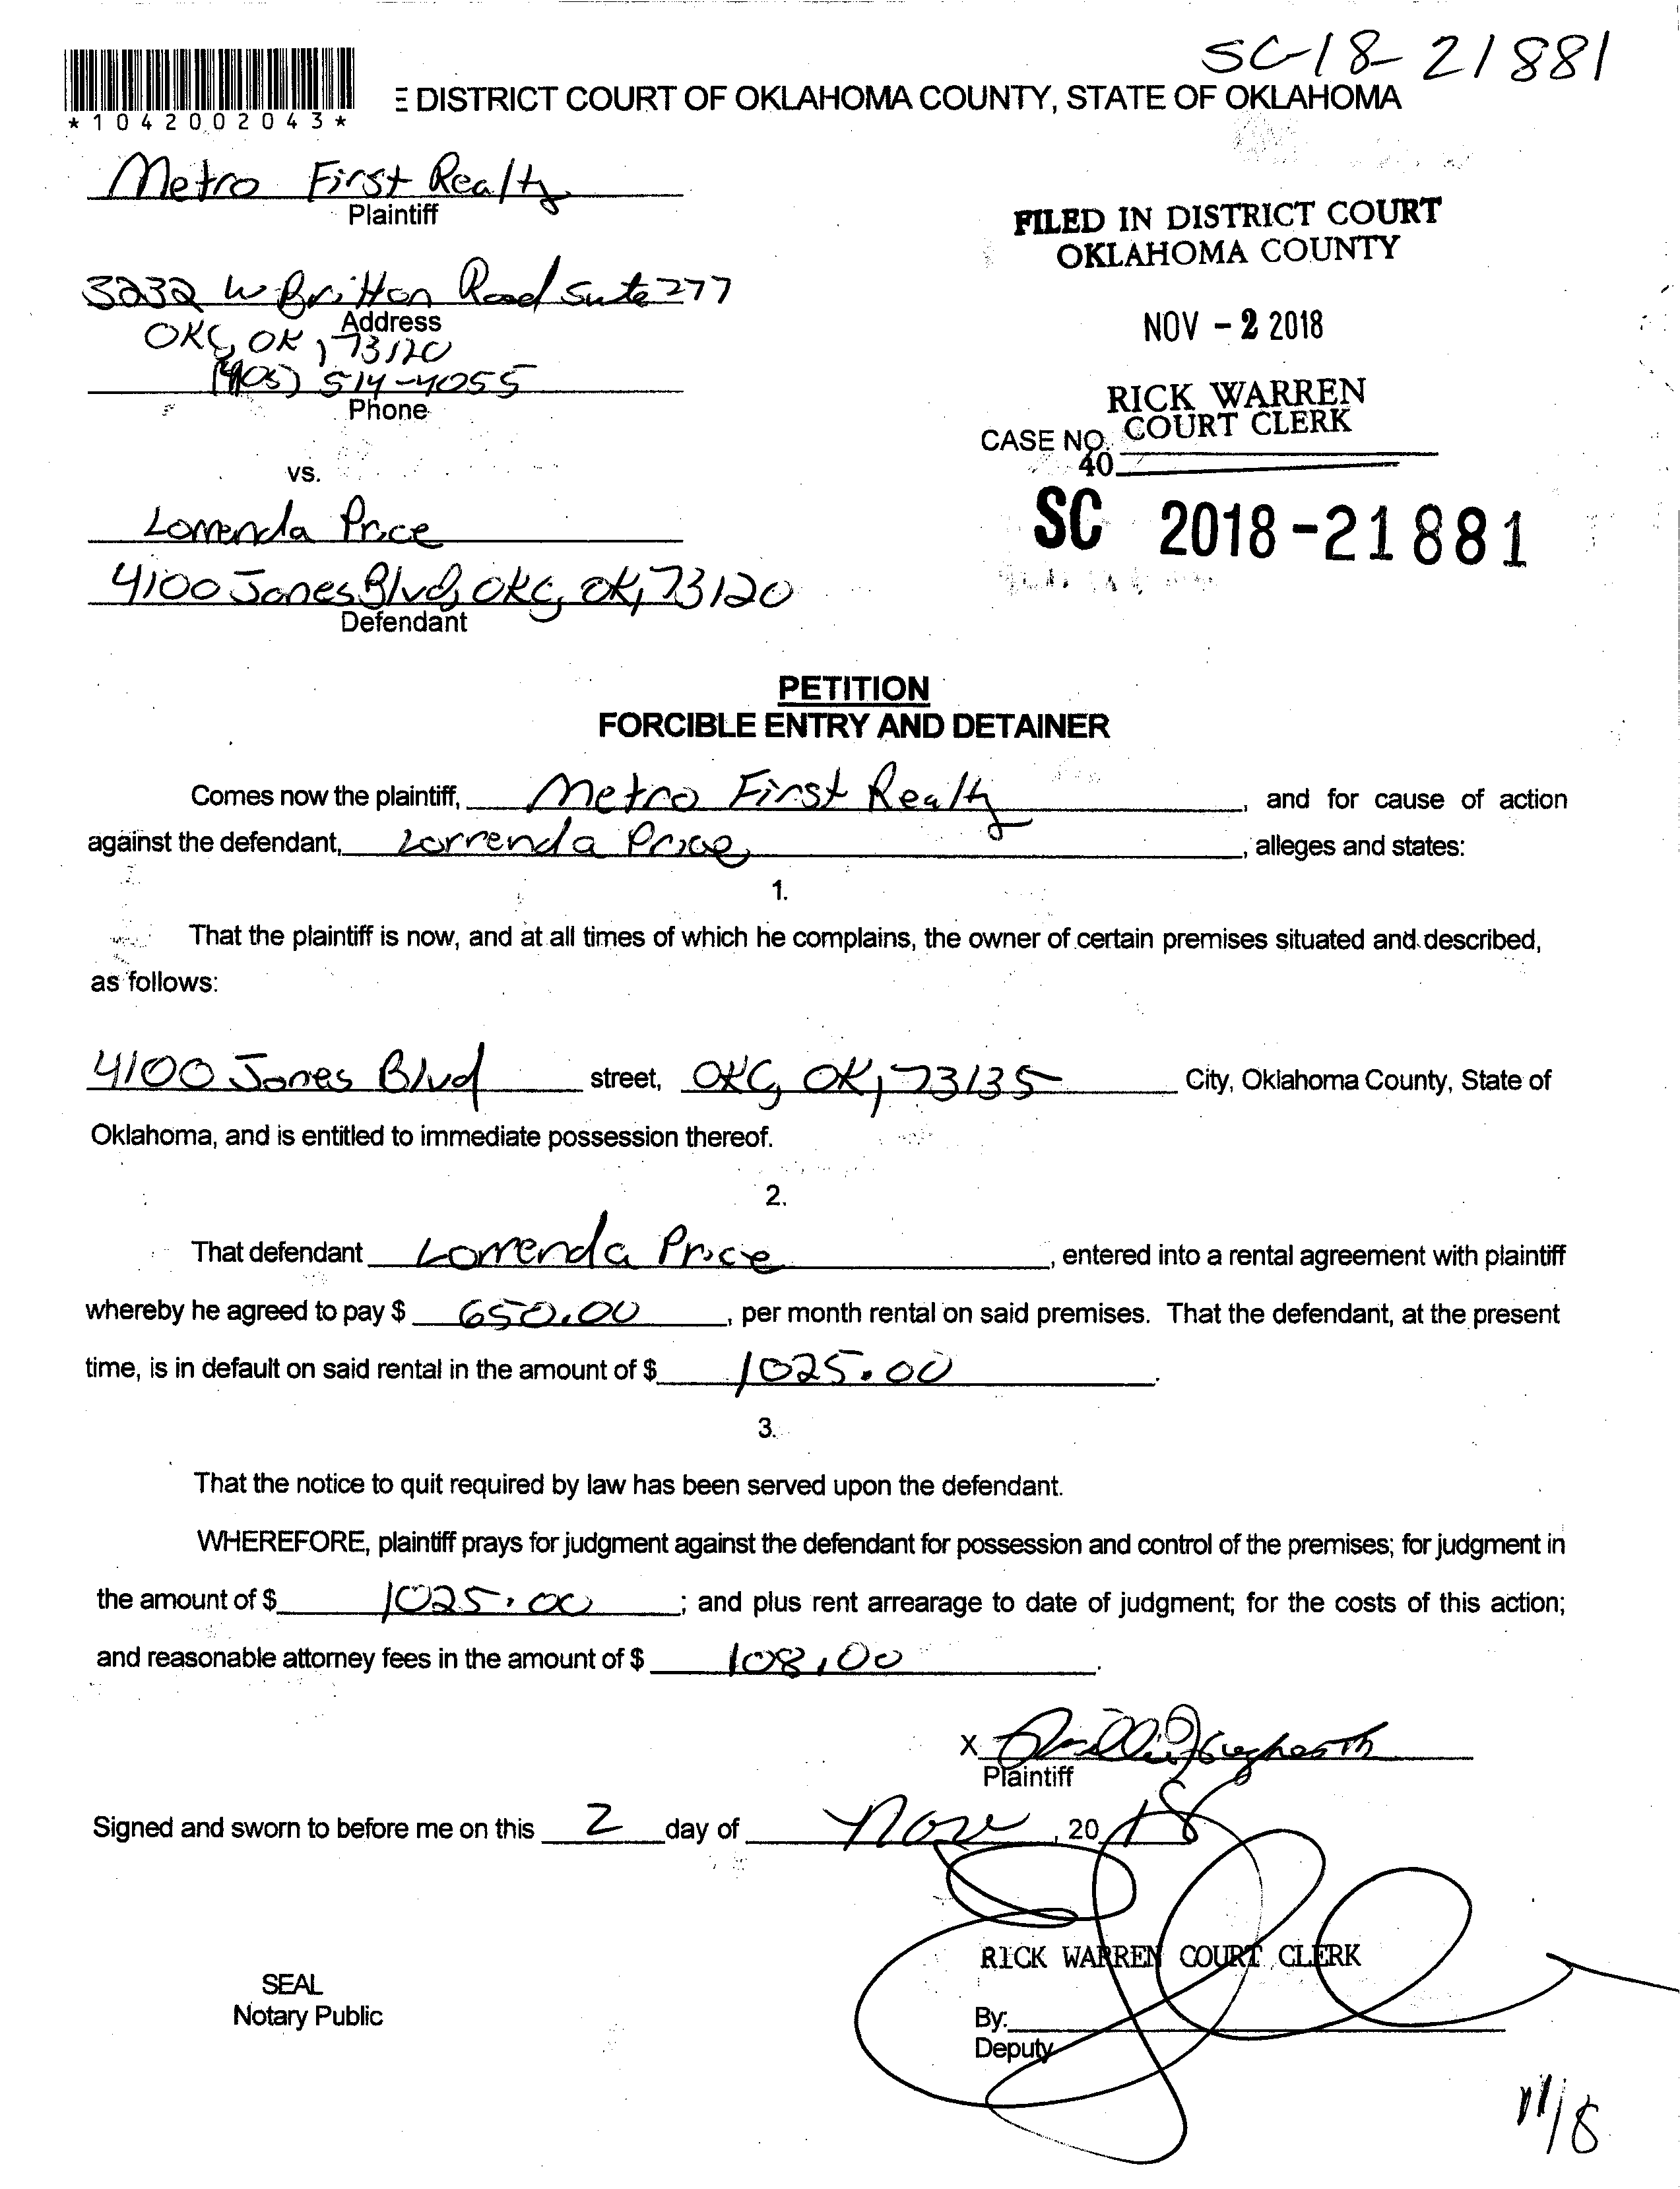 SC-18-21881
*1042002043*
E DISTRICT COURT OF OKLAHOMA COUNTY, STATE OF OKLAHOMA
Metro First Realty
Plaintiff
FILED IN DISTRICT COURT
OKLAHOMA COUNTY
3232 W Britton Road Suite 277
Address
OKC, OK, 73120
NOV - 2 2018
(405) 514-4055
Phone
RICK WARREN
COURT CLERK
CASE NO.
40
vs.
SC 2018-21881
Lorrenda Price
4100 Jones Blvd, OKC, OK, 73120
Defendant
PETITION
FORCIBLE ENTRY AND DETAINER
Comes now the plaintiff, Metro First Realty, and for cause of action
against the defendant, Lorrenda Price, alleges and states:
1.
That the plaintiff is now, and at all times of which he complains, the owner of certain premises situated and described,
as follows:
4100 Jones Blvd street, OKC, OK, 73135 City, Oklahoma County, State of
Oklahoma, and is entitled to immediate possession thereof.
2.
That defendant Lorrenda Price, entered into a rental agreement with plaintiff
whereby he agreed to pay $ 650.00, per month rental on said premises. That the defendant, at the present
time, is in default on said rental in the amount of $ 1025.00.
3.
That the notice to quit required by law has been served upon the defendant.
WHEREFORE, plaintiff prays for judgment against the defendant for possession and control of the premises; for judgment in
the amount of $ 1025.00; and plus rent arrearage to date of judgment; for the costs of this action;
and reasonable attorney fees in the amount of $ 108.00.
X
Plaintiff
Signed and sworn to before me on this 2 day of , 20 18
RICK WARREN COURT CLERK
SEAL
Notary Public
By:
Deputy
11/8